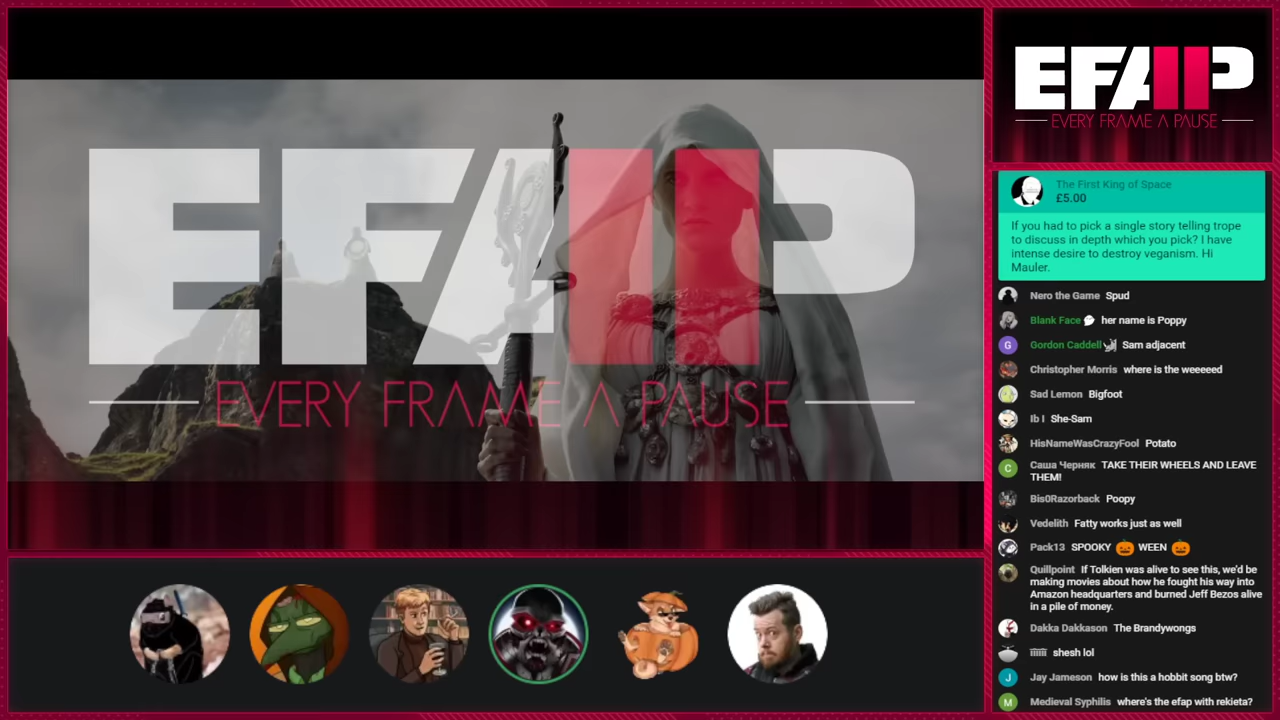 EFAP
EVERY FRAME A PAUSE
EFAP
EVERY FRAME A PAUSE
The First King of Space
£5.00
If you had to pick a single story telling trope
to discuss in depth which you pick? I have
intense desire to destroy veganism. Hi
Mauler.
Nero the Game Spud
Blank Face her name is Poppy
G Gordon Caddell Sam adjacent
Christopher Morris where is the weeeeed
Sad Lemon Bigfoot
Ib I She-Sam
HisNameWasCrazyFool Potato
C Саша Черняк TAKE THEIR WHEELS AND LEAVE
THEM!
Bis0Razorback Poopy
Vedelith Fatty works just as well
Pack13 SPOOKY 🎃 WEEN 🎃
Quillpoint If Tolkien was alive to see this, we'd be
making movies about how he fought his way into
Amazon headquarters and burned Jeff Bezos alive
in a pile of money.
Dakka Dakkason The Brandywongs
shesh lol
J Jay Jameson how is this a hobbit song btw?
M Medieval Syphilis where's the efap with rekieta?